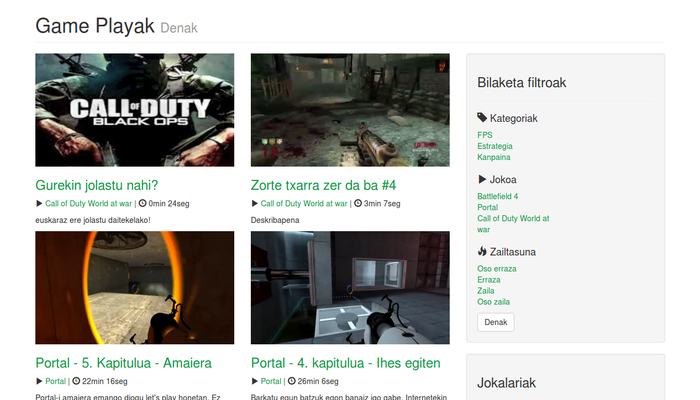 Game Playak Denak
CALL OF DUTY
BLACK OPS
Gurekin jolastu nahi?
Call of Duty World at war | 0min 24seg
euskaraz ere jolastu daitekelako!
Zorte txarra zer da ba #4
Call of Duty World at war | 3min 7seg
Deskribapena
Portal - 5. Kapitulua - Amaiera
Portal | 22min 16seg
Portal-i amaiera emango diogu let's play honetan. Ez
Portal - 4. kapitulua - Ihes egiten
Portal | 26min 6seg
Barkatu egun batzuk egon banaiz igo gabe. Internetekin
Bilaketa filtroak
Kategoriak
FPS
Estrategia
Kanpaina
Jokoa
Battlefield 4
Portal
Call of Duty World at
war
Zailtasuna
Oso erraza
Erraza
Zaila
Oso zaila
Denak
Jokalariak